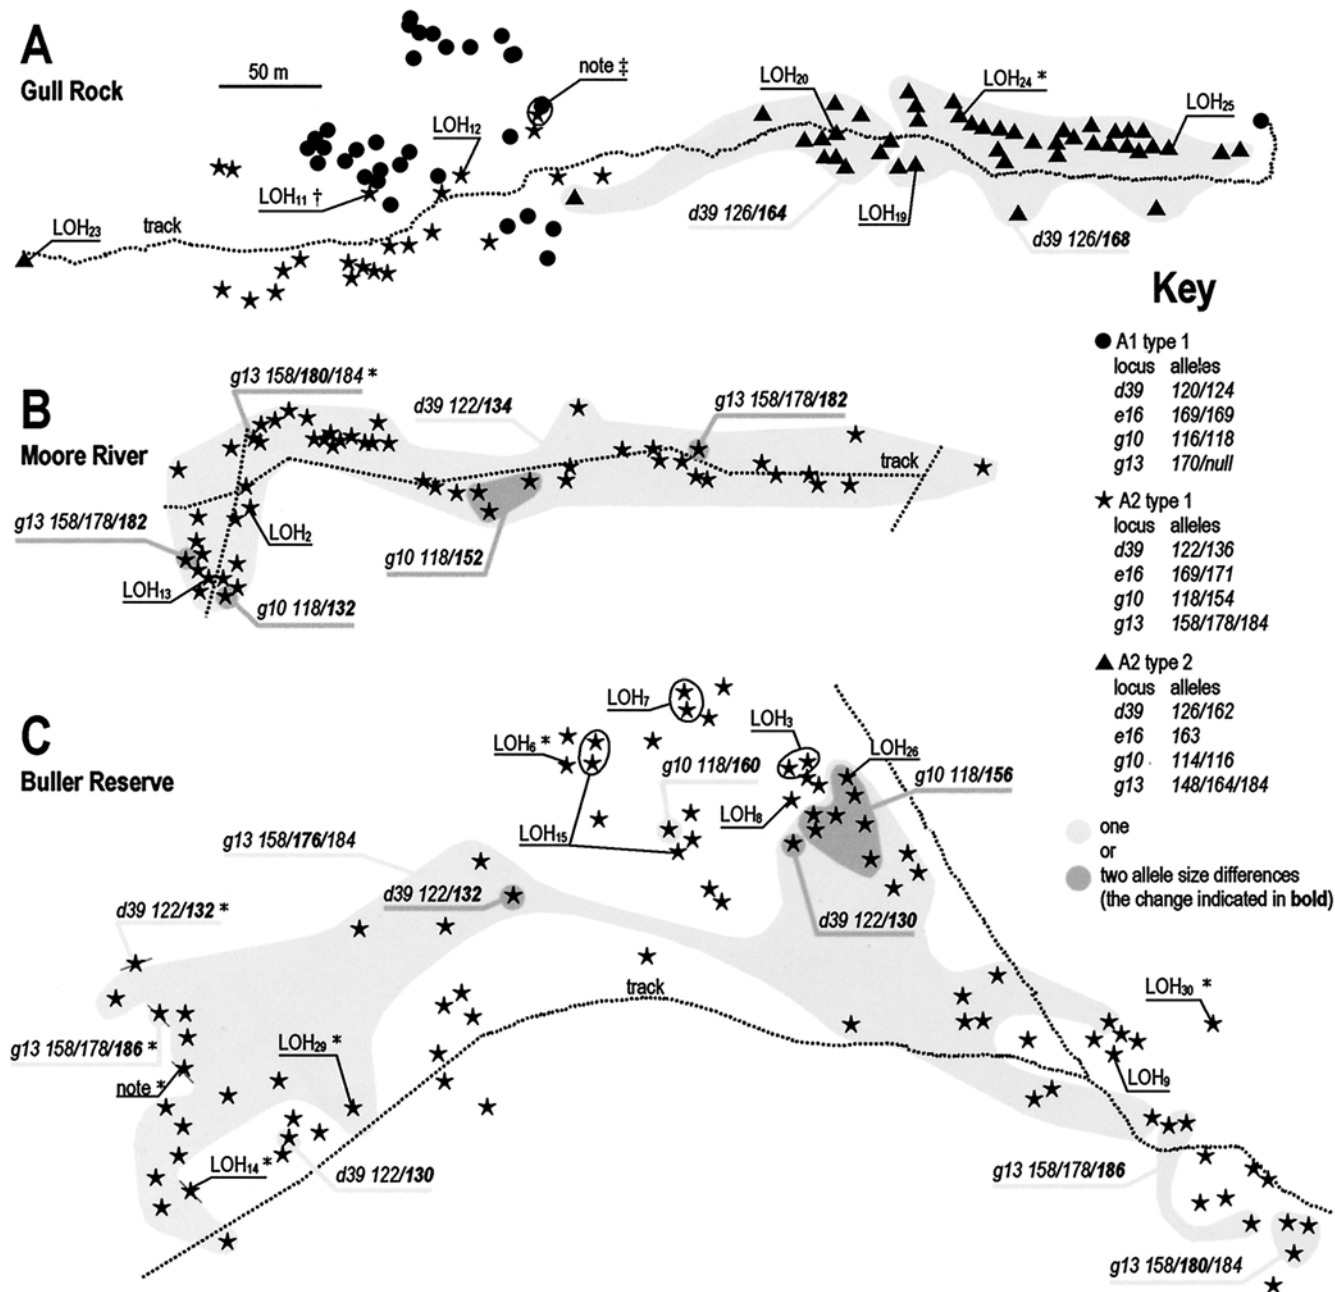 A
Gull Rock
50 m
note ‡
LOH12
LOH11 †
LOH23
track
LOH20
LOH24 *
LOH25
d39 126/164
LOH19
d39 126/168
B
Moore River
g13 158/180/184 *
d39 122/134
g13 158/178/182
track
g13 158/178/182
LOH2
g10 118/152
LOH13
g10 118/132
Key
A1 type 1
locus alleles
d39 120/124
e16 169/169
g10 116/118
g13 170/null
A2 type 1
locus alleles
d39 122/136
e16 169/171
g10 118/154
g13 158/178/184
A2 type 2
locus alleles
d39 126/162
e16 163
g10 114/116
g13 148/164/184
one
or
two allele size differences
(the change indicated in bold)
C
Buller Reserve
LOH7
LOH3
LOH6 *
LOH26
g10 118/160
g10 118/156
LOH8
LOH15
g13 158/176/184
d39 122/132
d39 122/132 *
d39 122/130
track
LOH30 *
g13 158/178/186 *
LOH29 *
note *
LOH9
LOH14 *
d39 122/130
g13 158/178/186
g13 158/180/184